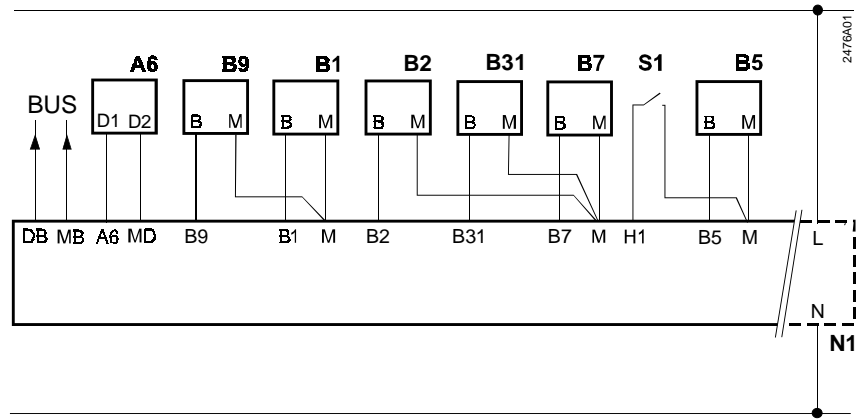 2476A01
A6 B9 B1 B2 B31 B7 S1 B5
BUS
D1 D2 B M B M B M B M B M B M
DB MB A6 MD B9 B1 M B2 B31 B7 M H1 B5 M L
N
N1